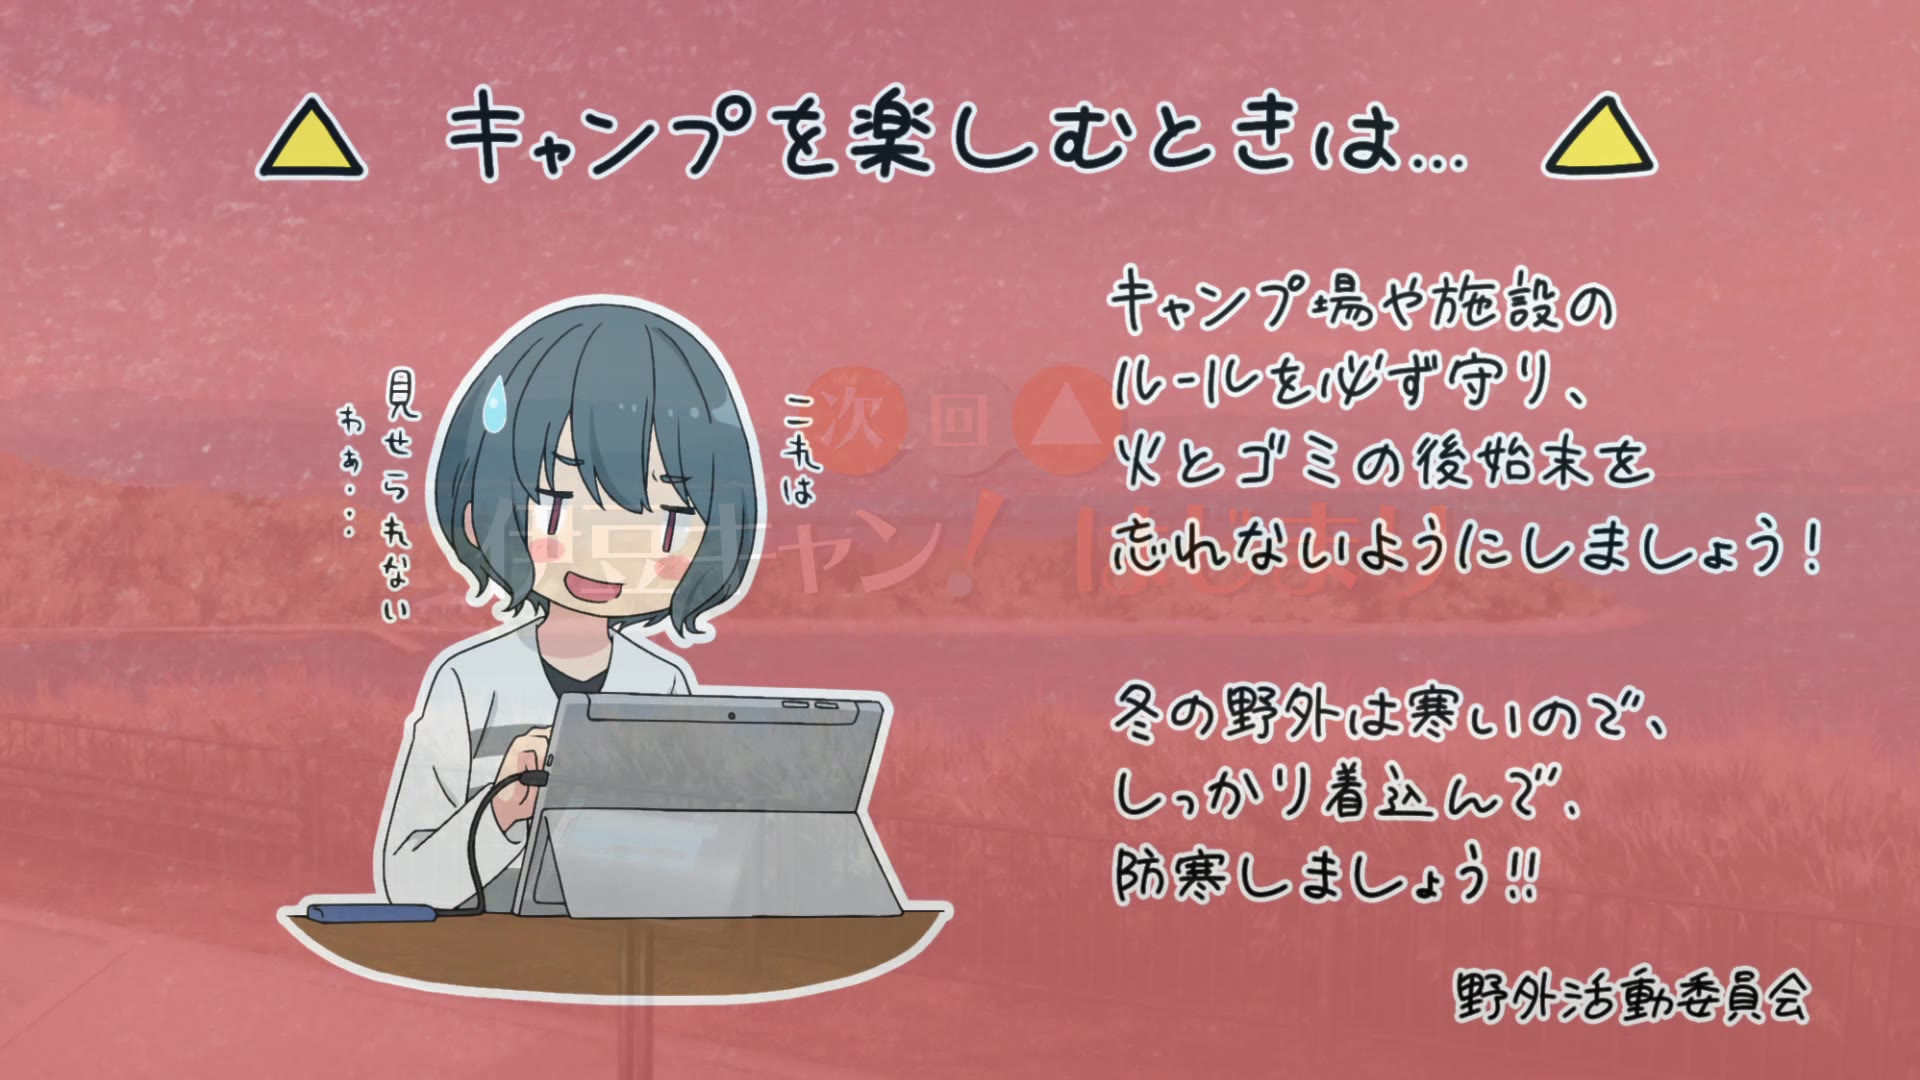 キャンプを楽しむときは…
これは
見せられない
わぁ・・・
キャンプ場や施設の
ルールを必ず守り、
火とゴミの後始末を
忘れないようにしましょう!
冬の野外は寒いので、
しっかり着込んで、
防寒しましょう!!
野外活動委員会
次回
伊豆キャン! はじまり